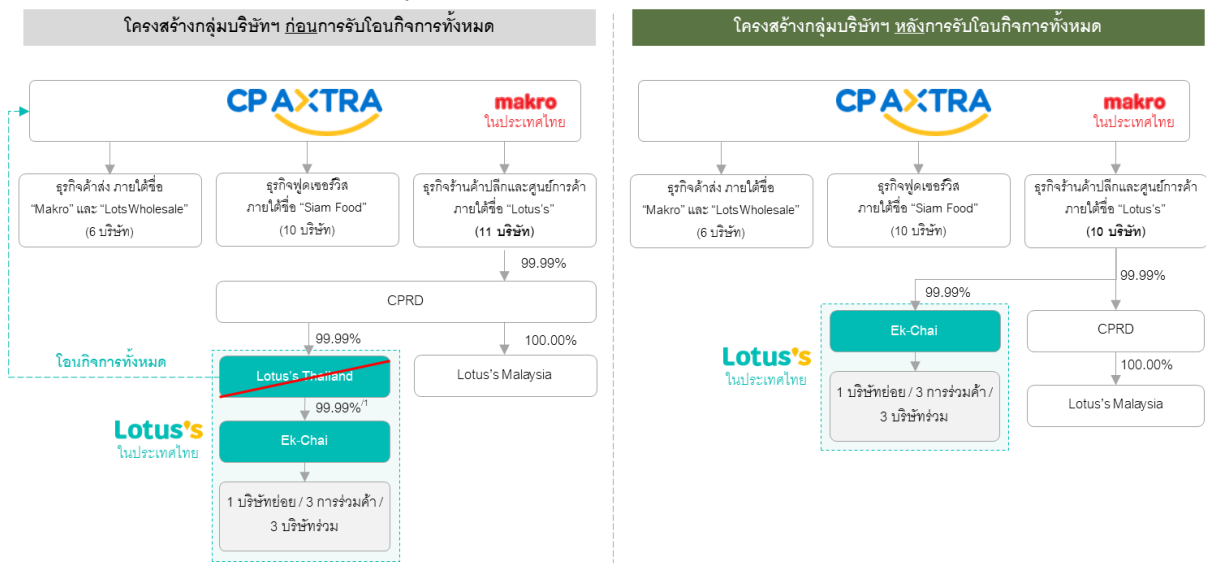 โครงสร้างกลุ่มบริษัทฯ ก่อนการรับโอนกิจการทั้งหมด
CP AXTRA
makro
ในประเทศไทย
ธุรกิจค้าส่ง ภายใต้ชื่อ
“Makro” และ “LotsWholesale”
(6 บริษัท)
ธุรกิจฟูดเซอร์วิส
ภายใต้ชื่อ “Siam Food”
(10 บริษัท)
ธุรกิจร้านค้าปลีกและศูนย์การค้า
ภายใต้ชื่อ “Lotus’s”
(11 บริษัท)
99.99%
CPRD
99.99%
100.00%
โอนกิจการทั้งหมด
Lotus’s Thailand
Lotus’s Malaysia
99.99%/1
Lotus's
ในประเทศไทย
Ek-Chai
1 บริษัทย่อย / 3 การร่วมค้า /
3 บริษัทร่วม
โครงสร้างกลุ่มบริษัทฯ หลังการรับโอนกิจการทั้งหมด
CP AXTRA
makro
ในประเทศไทย
ธุรกิจค้าส่ง ภายใต้ชื่อ
“Makro” และ “LotsWholesale”
(6 บริษัท)
ธุรกิจฟูดเซอร์วิส
ภายใต้ชื่อ “Siam Food”
(10 บริษัท)
ธุรกิจร้านค้าปลีกและศูนย์การค้า
ภายใต้ชื่อ “Lotus’s”
(10 บริษัท)
99.99%
99.99%
Ek-Chai
CPRD
Lotus's
ในประเทศไทย
100.00%
1 บริษัทย่อย / 3 การร่วมค้า /
3 บริษัทร่วม
Lotus’s Malaysia